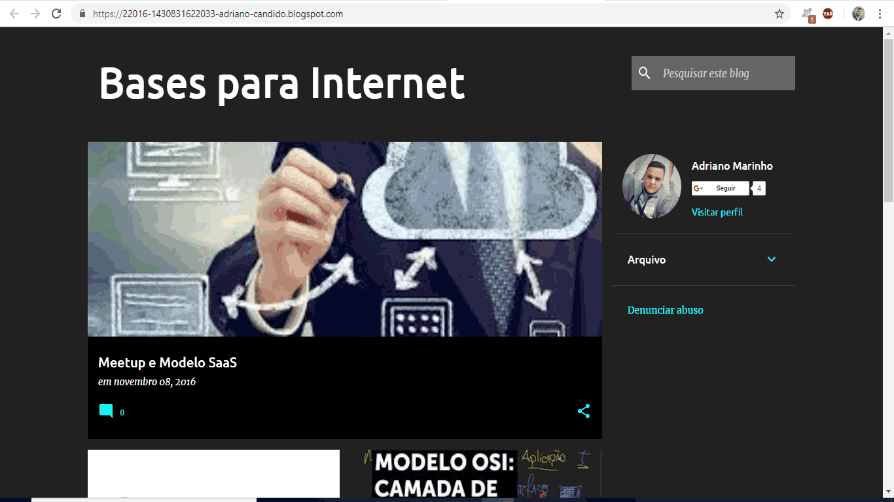 https://22016-1430831622033-adriano-candido.blogspot.com
1
Bases para Internet
Pesquisar este blog
Adriano Marinho
G+ Seguir 4
Visitar perfil
Arquivo
Denunciar abuso
Meetup e Modelo SaaS
em novembro 08, 2016
0
MODELO OSI:
CAMADA DE
Aplicação